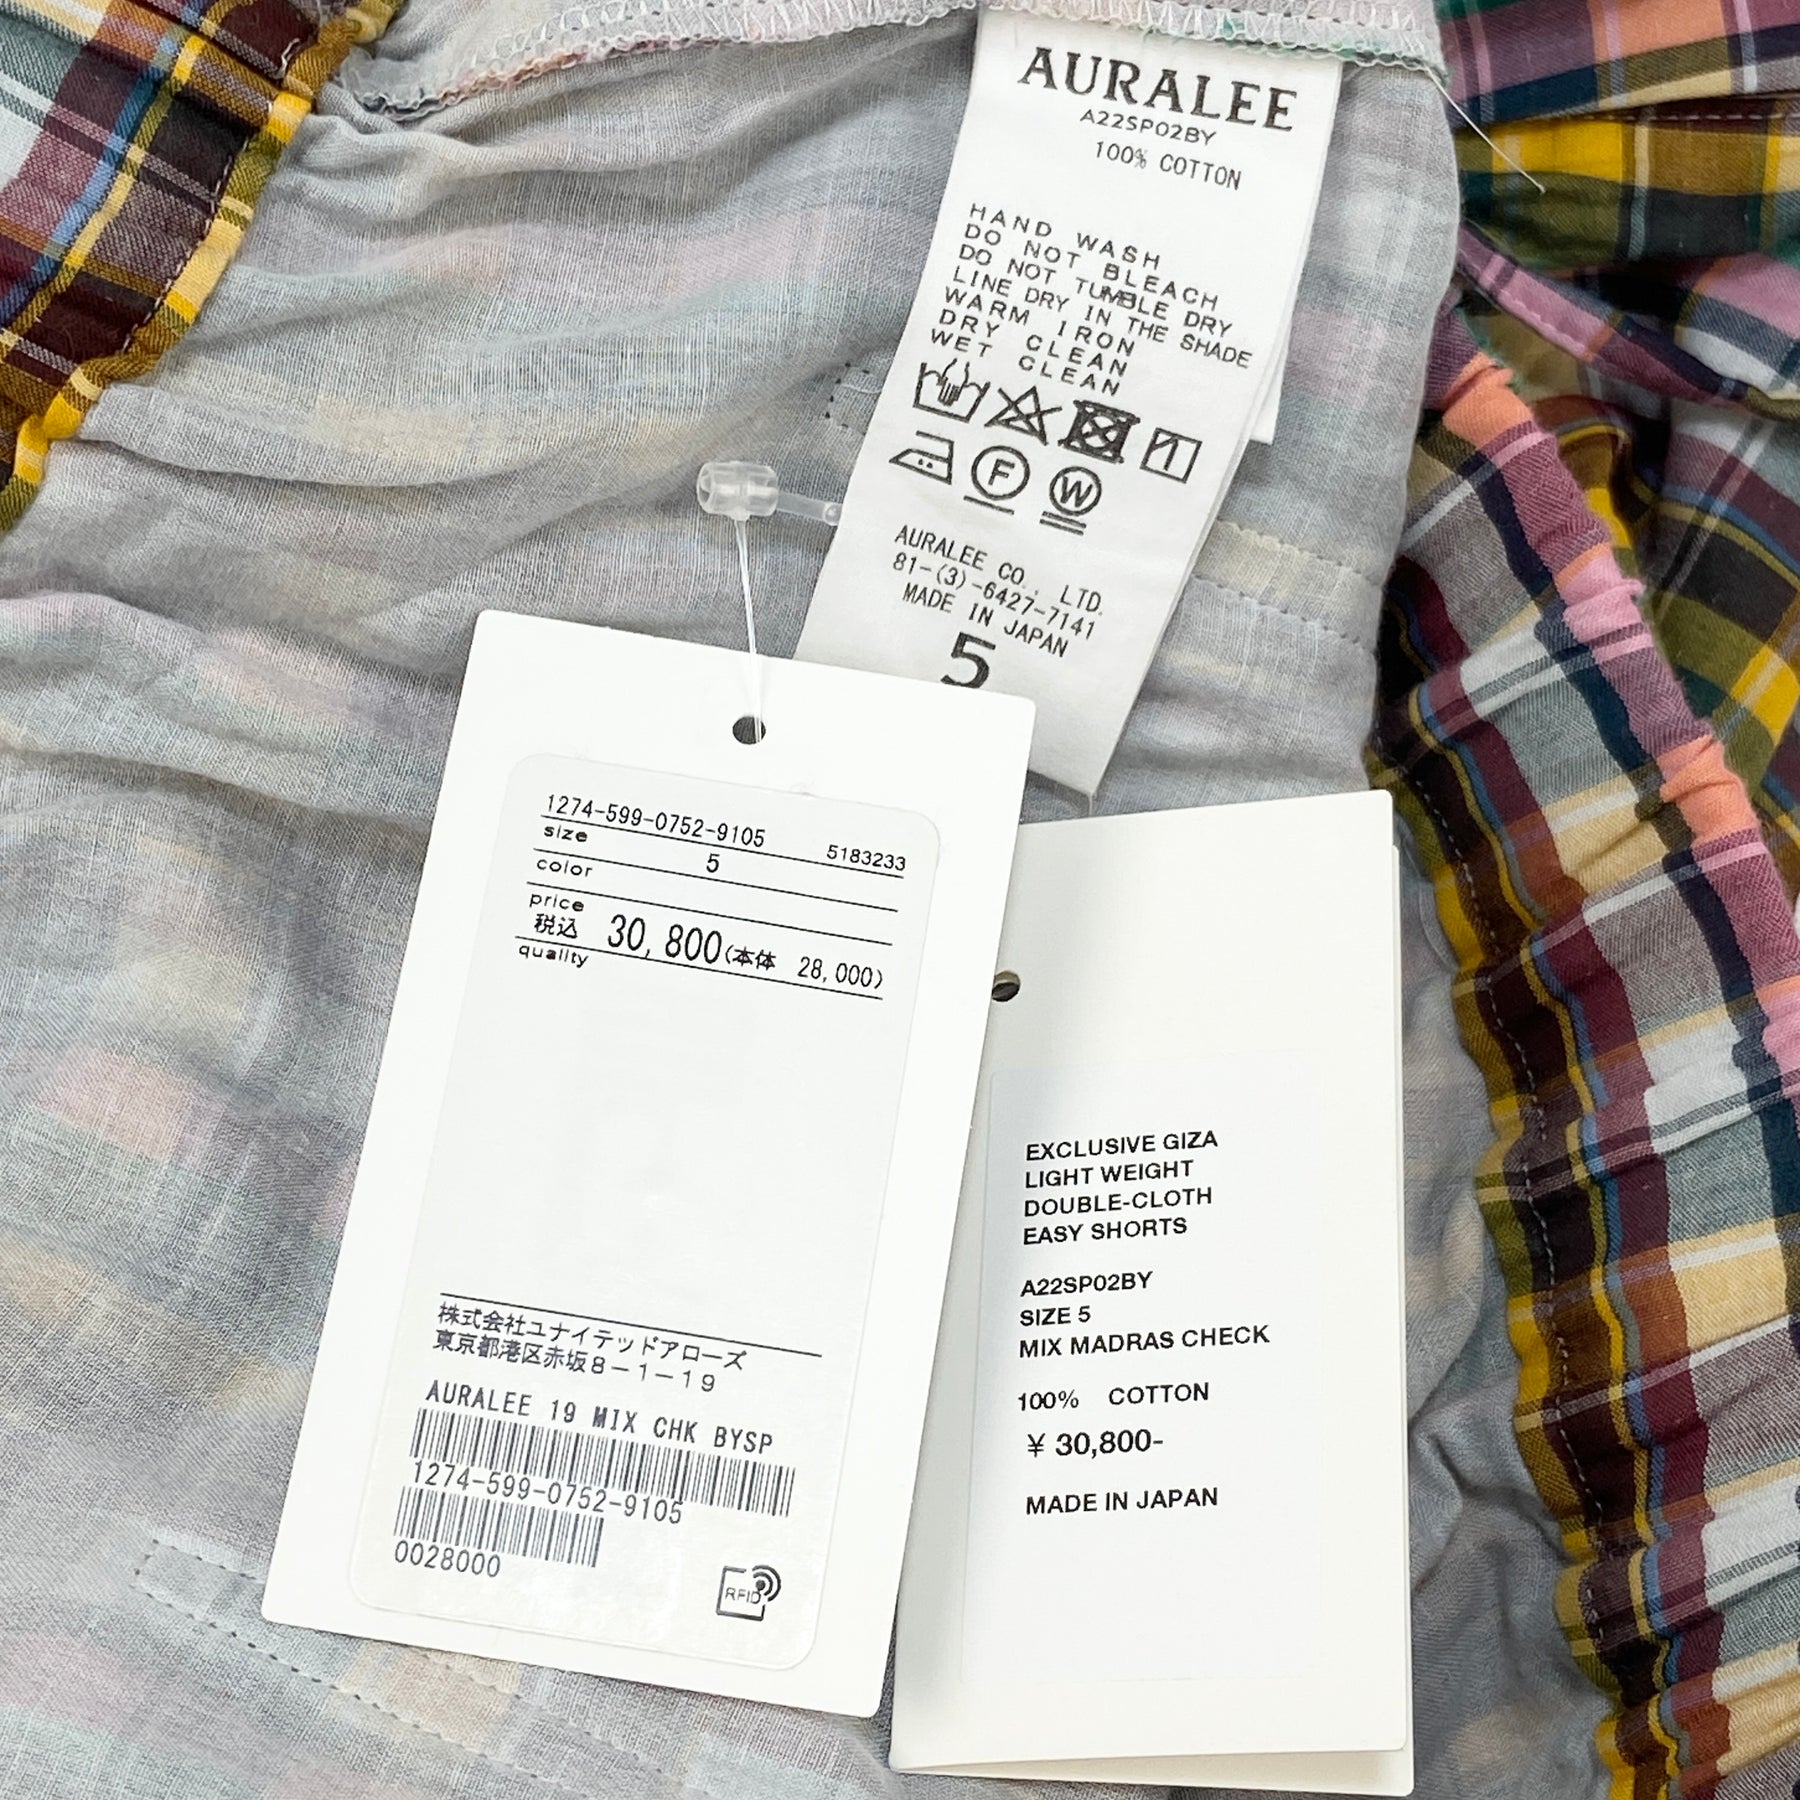 AURALEE
A22SP02BY
100% COTTON
HAND WASH
DO NOT BLEACH
DO NOT TUMBLE DRY
LINE DRY IN THE SHADE
WARM IRON
DRY CLEAN
WET CLEAN
F
W
AURALEE CO., LTD.
81-(3)-6427-7141
MADE IN JAPAN
5
1274-599-0752-9105 5183233
size 5
color
price
税込 30,800(本体 28,000)
quality
株式会社ユナイテッドアローズ
東京都港区赤坂8-1-19
AURALEE 19 MIX CHK BYSP
1274-599-0752-9105
0028000
RFID
EXCLUSIVE GIZA
LIGHT WEIGHT
DOUBLE-CLOTH
EASY SHORTS
A22SP02BY
SIZE 5
MIX MADRAS CHECK
100% COTTON
¥ 30,800-
MADE IN JAPAN